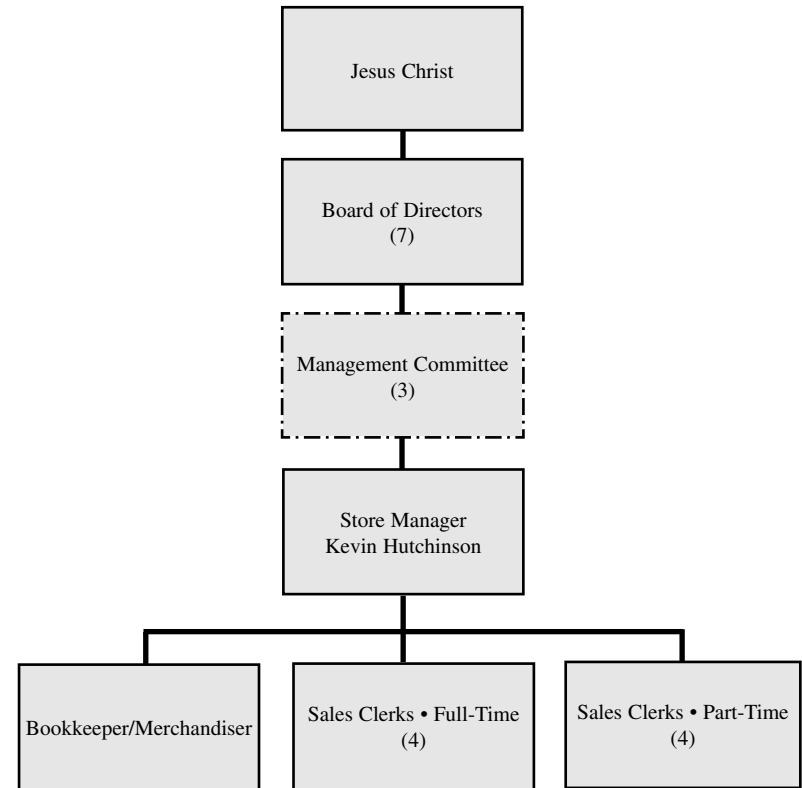 Jesus Christ
Board of Directors
(7)
Management Committee
(3)
Store Manager
Kevin Hutchinson
Bookkeeper/Merchandiser
Sales Clerks • Full-Time
(4)
Sales Clerks • Part-Time
(4)